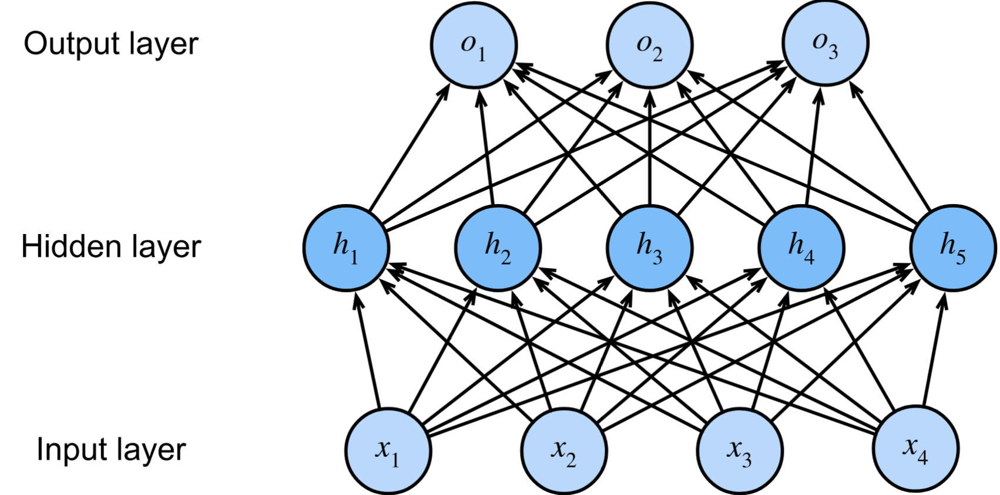 Output layer
o1 o2 o3
Hidden layer
h1 h2 h3 h4 h5
Input layer
x1 x2 x3 x4